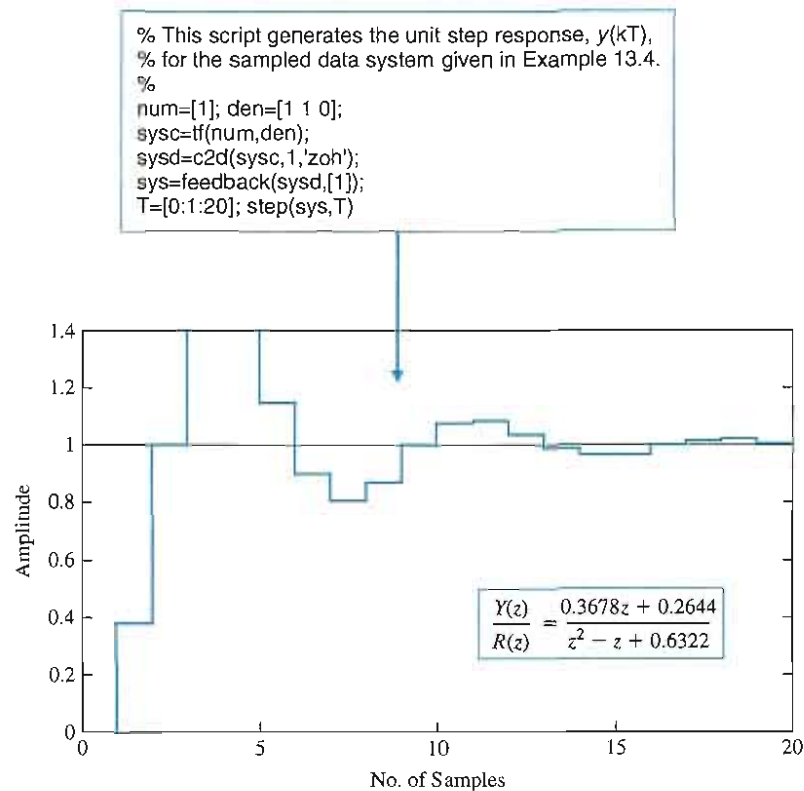 % This script generates the unit step response, y(kT),
% for the sampled data system given in Example 13.4.
%
num=[1]; den=[1 1 0];
sysc=tf(num,den);
sysd=c2d(sysc,1,'zoh');
sys=feedback(sysd,[1]);
T=[0:1:20]; step(sys,T)
1.4
1.2
1
0.8
0.6
0.4
0.2
0
Amplitude
Y(z) / R(z) = 0.3678z + 0.2644 / z² − z + 0.6322
0 5 10 15 20
No. of Samples